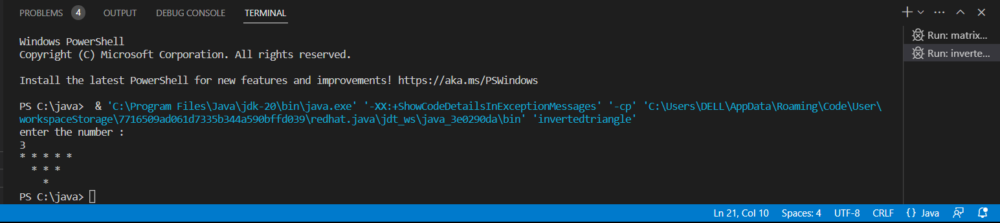 PROBLEMS 4 OUTPUT DEBUG CONSOLE TERMINAL
Windows PowerShell
Copyright (C) Microsoft Corporation. All rights reserved.
Install the latest PowerShell for new features and improvements! https://aka.ms/PSWindows
PS C:\java>  & 'C:\Program Files\Java\jdk-20\bin\java.exe' '-XX:+ShowCodeDetailsInExceptionMessages' '-cp' 'C:\Users\DELL\AppData\Roaming\Code\User\
workspaceStorage\7716509ad061d7335b344a590bffd039\redhat.java\jdt_ws\java_3e0290da\bin' 'invertedtriangle'
enter the number :
3
* * * * *
  * * *
    *
PS C:\java>
Run: matrix...
Run: inverte...
Ln 21, Col 10 Spaces: 4 UTF-8 CRLF {} Java